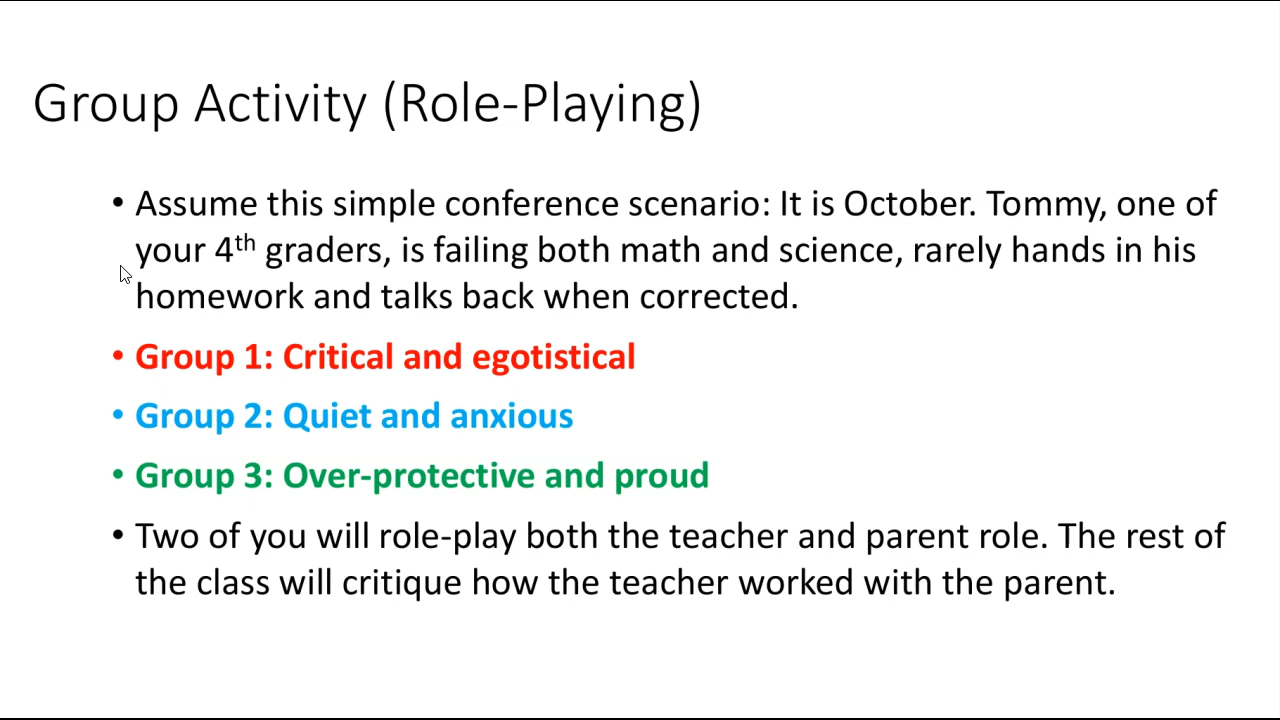 Group Activity (Role-Playing)
• Assume this simple conference scenario: It is October. Tommy, one of
your 4th graders, is failing both math and science, rarely hands in his
homework and talks back when corrected.
• Group 1: Critical and egotistical
• Group 2: Quiet and anxious
• Group 3: Over-protective and proud
• Two of you will role-play both the teacher and parent role. The rest of
the class will critique how the teacher worked with the parent.